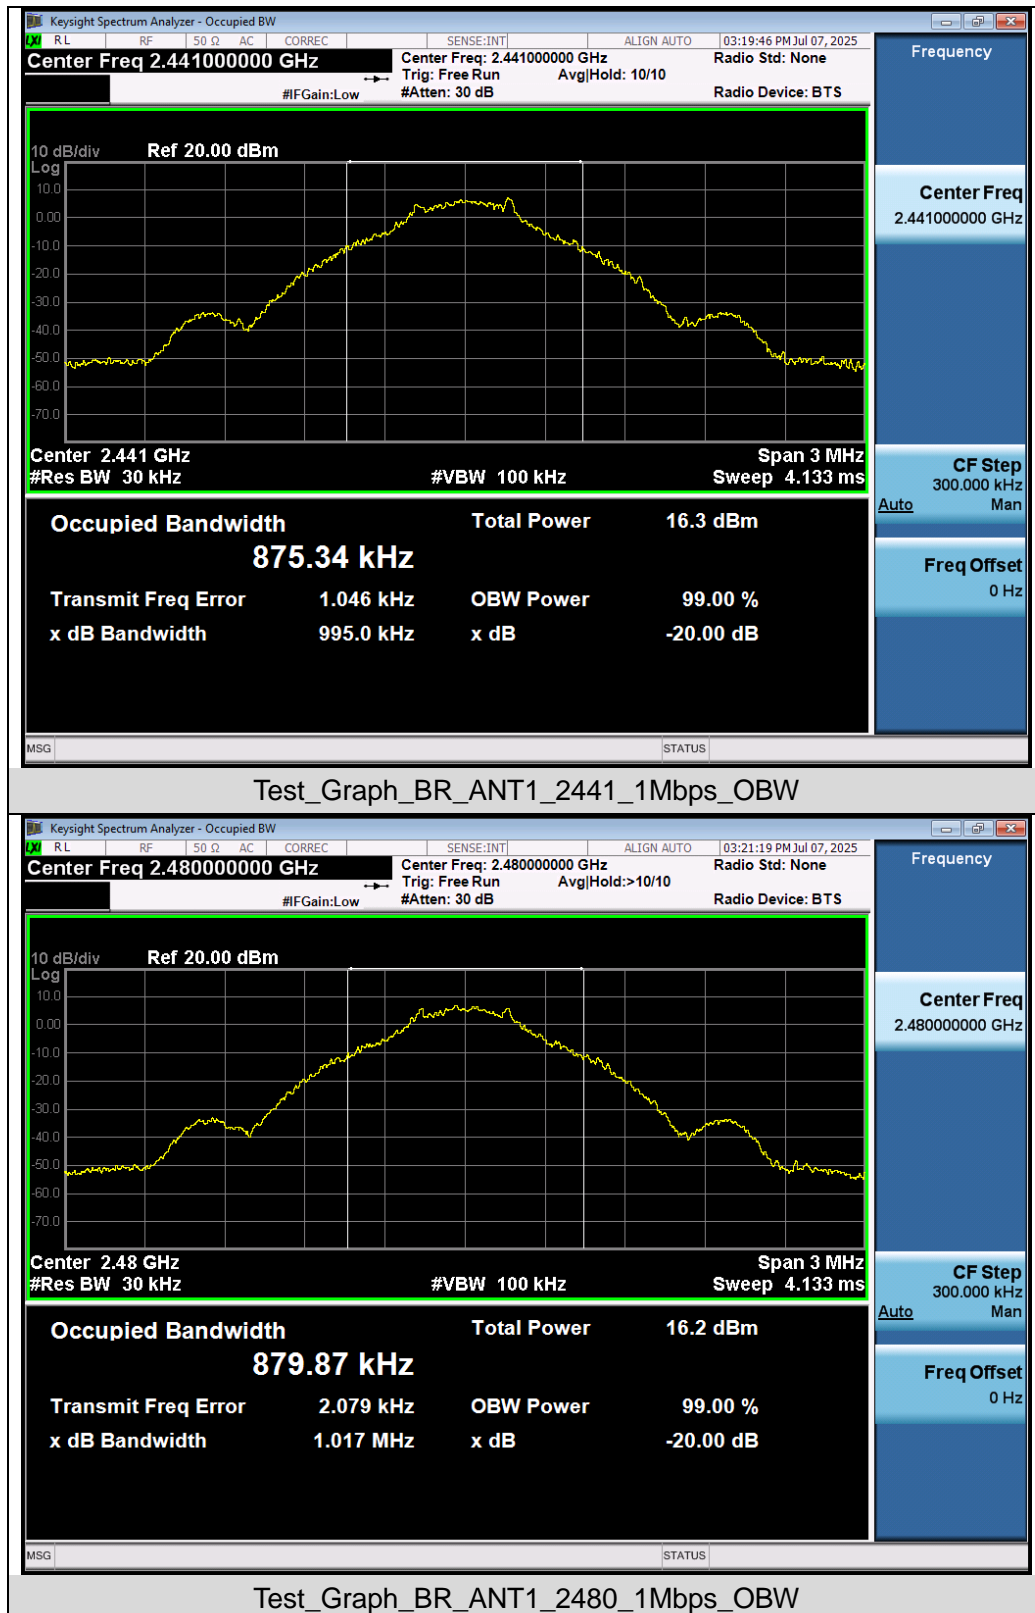 Keysight Spectrum Analyzer - Occupied BW
LXI RL RF 50 Ω AC CORREC SENSE:INT ALIGN AUTO 03:19:46 PM Jul 07, 2025
Center Freq 2.441000000 GHz
Center Freq: 2.441000000 GHz Radio Std: None
Trig: Free Run Avg|Hold: 10/10
#IFGain:Low #Atten: 30 dB Radio Device: BTS
Frequency
10 dB/div Ref 20.00 dBm
Log
10.0
0.00
-10.0
-20.0
-30.0
-40.0
-50.0
-60.0
-70.0
Center Freq
2.441000000 GHz
Center 2.441 GHz Span 3 MHz
#Res BW 30 kHz #VBW 100 kHz Sweep 4.133 ms
CF Step
300.000 kHz
Auto Man
Occupied Bandwidth Total Power 16.3 dBm
875.34 kHz
Transmit Freq Error 1.046 kHz OBW Power 99.00 %
x dB Bandwidth 995.0 kHz x dB -20.00 dB
Freq Offset
0 Hz
MSG STATUS
Test_Graph_BR_ANT1_2441_1Mbps_OBW
Keysight Spectrum Analyzer - Occupied BW
LXI RL RF 50 Ω AC CORREC SENSE:INT ALIGN AUTO 03:21:19 PM Jul 07, 2025
Center Freq 2.480000000 GHz
Center Freq: 2.480000000 GHz Radio Std: None
Trig: Free Run Avg|Hold:>10/10
#IFGain:Low #Atten: 30 dB Radio Device: BTS
Frequency
10 dB/div Ref 20.00 dBm
Log
10.0
0.00
-10.0
-20.0
-30.0
-40.0
-50.0
-60.0
-70.0
Center Freq
2.480000000 GHz
Center 2.48 GHz Span 3 MHz
#Res BW 30 kHz #VBW 100 kHz Sweep 4.133 ms
CF Step
300.000 kHz
Auto Man
Occupied Bandwidth Total Power 16.2 dBm
879.87 kHz
Transmit Freq Error 2.079 kHz OBW Power 99.00 %
x dB Bandwidth 1.017 MHz x dB -20.00 dB
Freq Offset
0 Hz
MSG STATUS
Test_Graph_BR_ANT1_2480_1Mbps_OBW